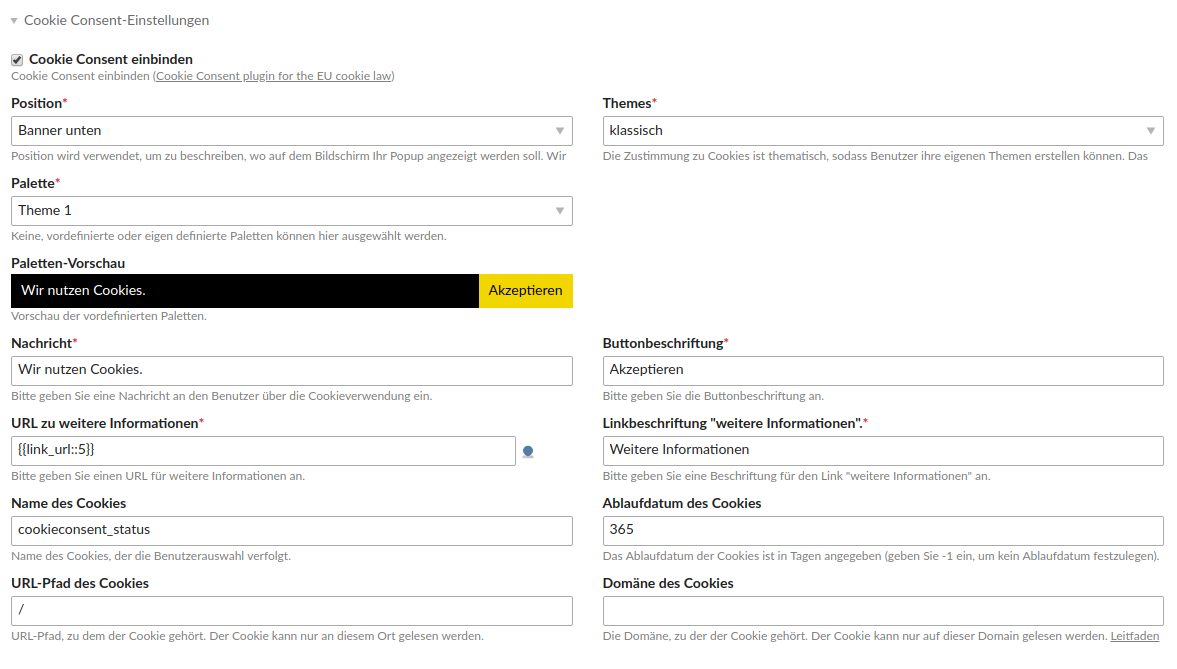 Cookie Consent-Einstellungen
Cookie Consent einbinden
Cookie Consent einbinden (Cookie Consent plugin for the EU cookie law)
Position*
Themes*
Banner unten
klassisch
Position wird verwendet, um zu beschreiben, wo auf dem Bildschirm Ihr Popup angezeigt werden soll. Wir
Die Zustimmung zu Cookies ist thematisch, sodass Benutzer ihre eigenen Themen erstellen können. Das
Palette*
Theme 1
Keine, vordefinierte oder eigen definierte Paletten können hier ausgewählt werden.
Paletten-Vorschau
Wir nutzen Cookies.
Akzeptieren
Vorschau der vordefinierten Paletten.
Nachricht*
Buttonbeschriftung*
Wir nutzen Cookies.
Akzeptieren
Bitte geben Sie eine Nachricht an den Benutzer über die Cookieverwendung ein.
Bitte geben Sie die Buttonbeschriftung an.
URL zu weitere Informationen*
Linkbeschriftung "weitere Informationen".*
{{link_url::5}}
Weitere Informationen
Bitte geben Sie einen URL für weitere Informationen an.
Bitte geben Sie eine Beschriftung für den Link "weitere Informationen" an.
Name des Cookies
Ablaufdatum des Cookies
cookieconsent_status
365
Name des Cookies, der die Benutzerauswahl verfolgt.
Das Ablaufdatum der Cookies ist in Tagen angegeben (geben Sie -1 ein, um kein Ablaufdatum festzulegen).
URL-Pfad des Cookies
Domäne des Cookies
/
URL-Pfad, zu dem der Cookie gehört. Der Cookie kann nur an diesem Ort gelesen werden.
Die Domäne, zu der der Cookie gehört. Der Cookie kann nur auf dieser Domain gelesen werden. Leitfaden